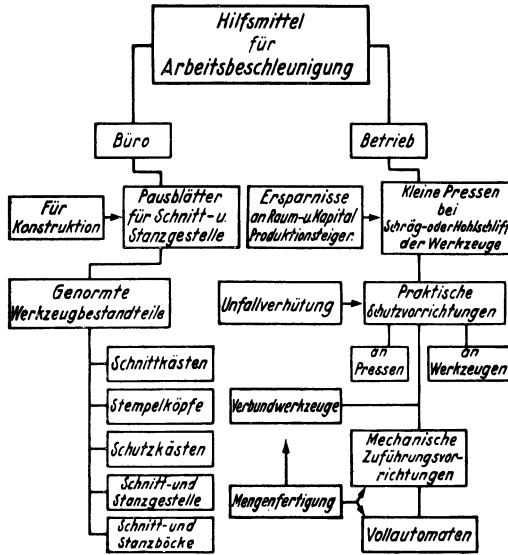 Hilfsmittel
für
Arbeitsbeschleunigung
Büro
Betrieb
Für
Konstruktion
Pausblätter
für Schnitt-u.
Stanzgestelle
Ersparnisse
an Raum-u.Kapital
Produktionsteiger.
Kleine Pressen
bei
Schräg-oder Hohlschliff
der Werkzeuge
Genormte
Werkzeugbestandteile
Unfallverhütung
Praktische
Schutzvorrichtungen
an
Pressen
an
Werkzeugen
Schnittkästen
Stempelköpfe
Schutzkästen
Schnitt-und
Stanzgestelle
Schnitt-und
Stanzböcke
Verbundwerkzeuge
Mengenfertigung
Mechanische
Zuführungsvor-
richtungen
Vollautomaten